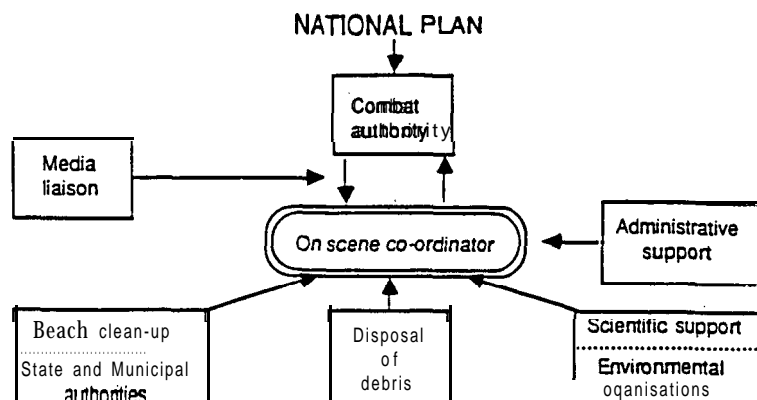 NATIONAL PLAN
Combat
authority
Media
liaison
On scene co-ordinator
Administrative
support
Beach clean-up
State and Municipal
authorities
Disposal
of
debris
Scientific support
Environmental
oqanisations